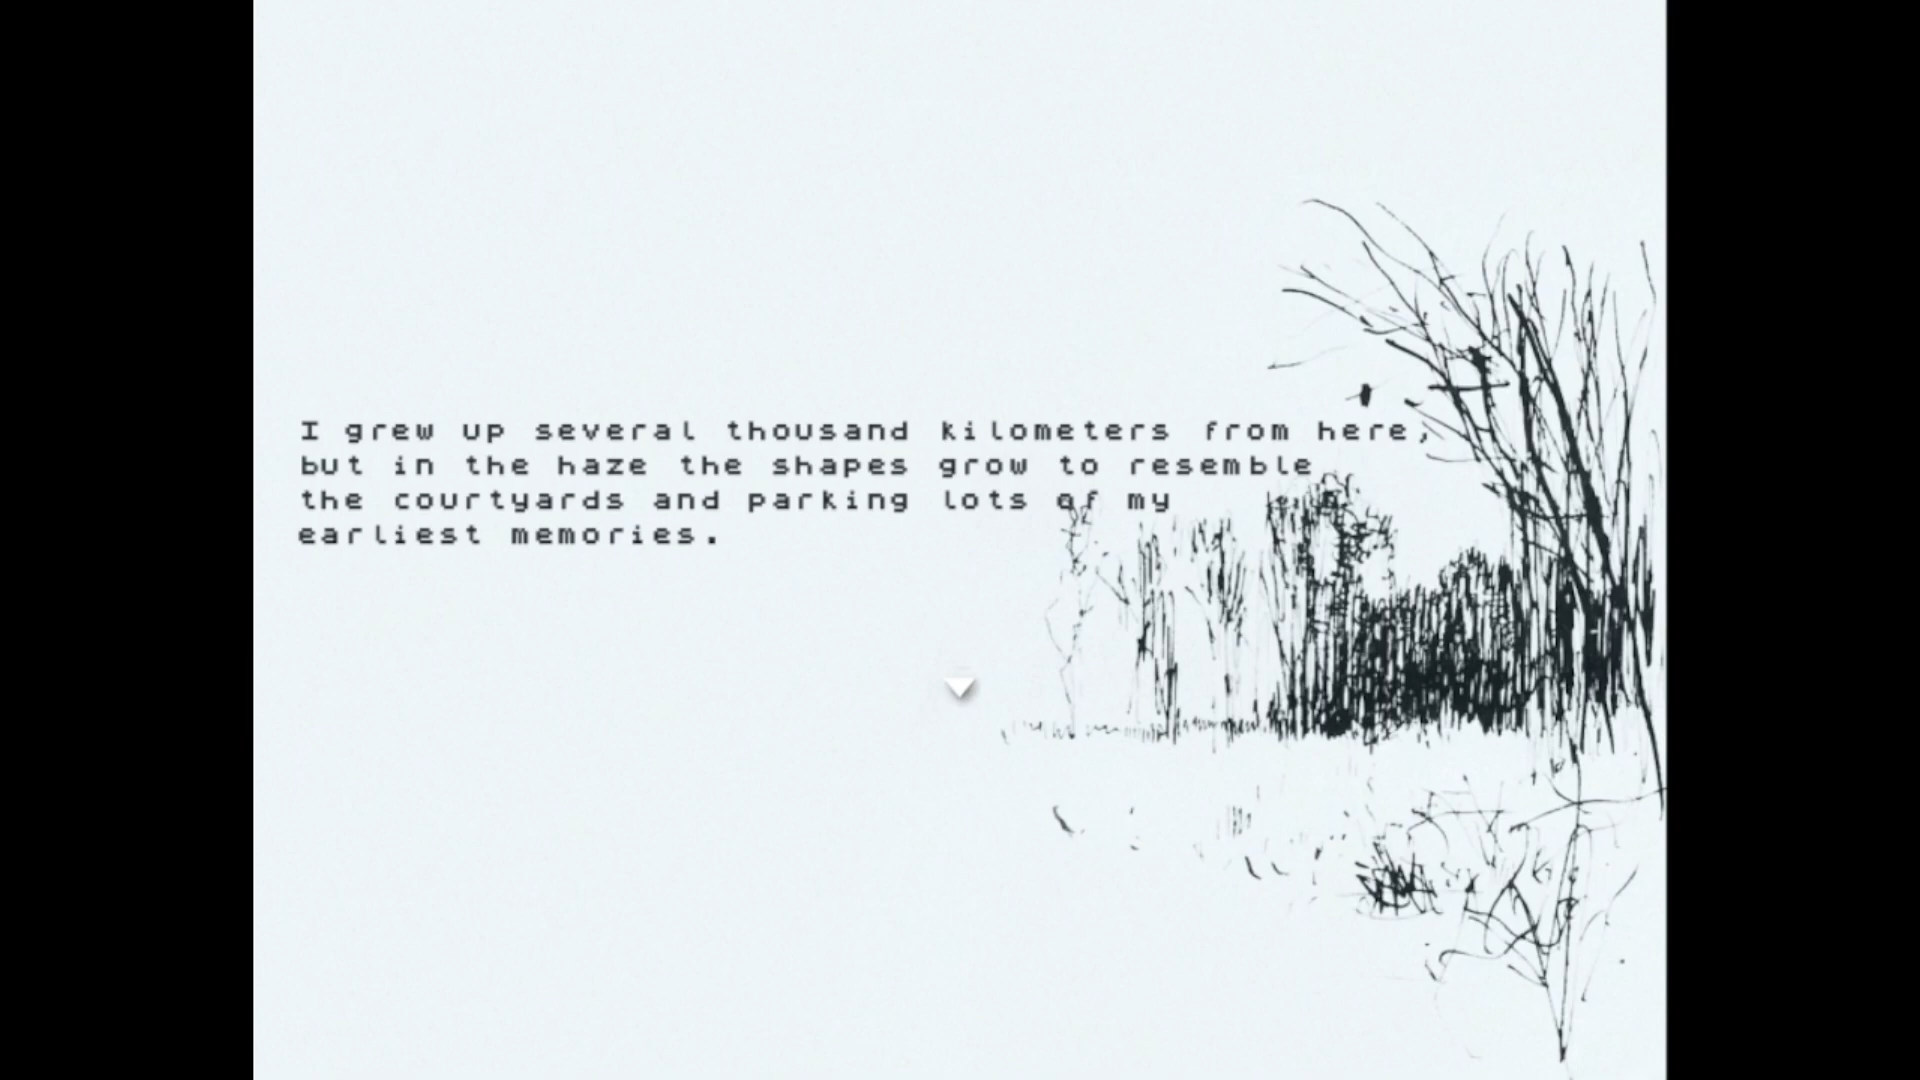 I grew up several thousand kilometers from here,
but in the haze the shapes grow to resemble
the courtyards and parking lots of my
earliest memories.